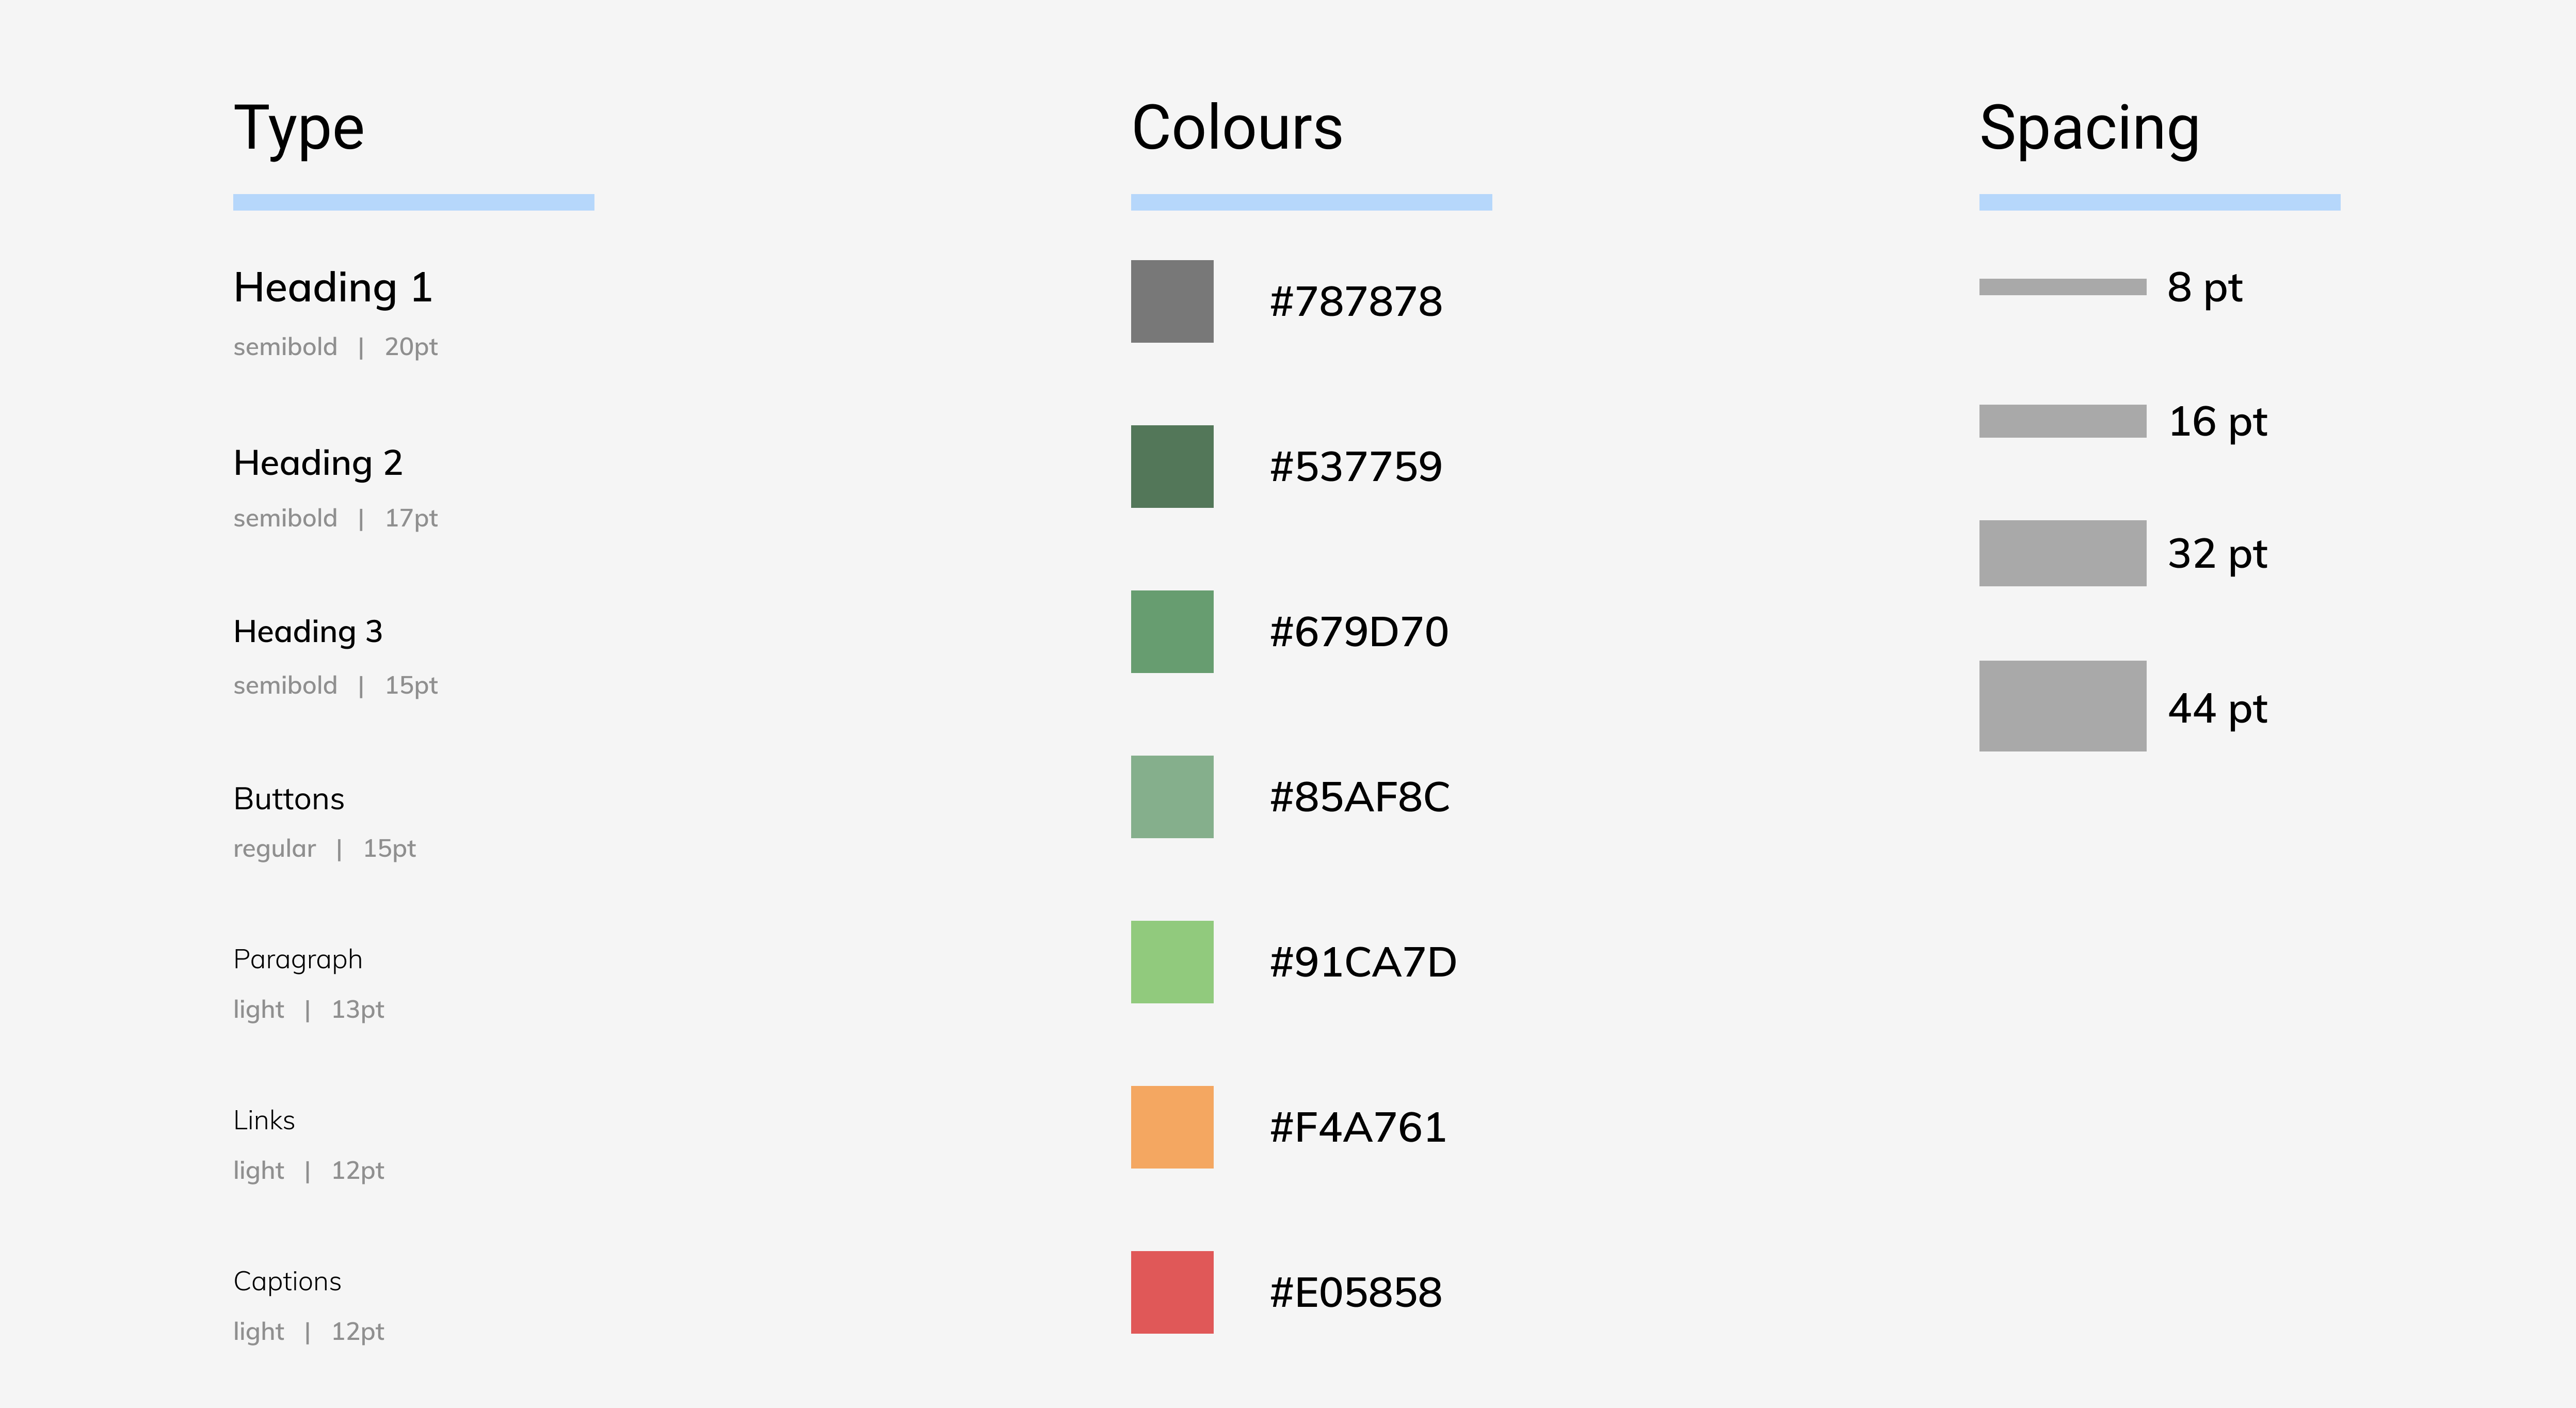 Type
Heading 1
semibold | 20pt
Heading 2
semibold | 17pt
Heading 3
semibold | 15pt
Buttons
regular | 15pt
Paragraph
light | 13pt
Links
light | 12pt
Captions
light | 12pt
Colours
#787878
#537759
#679D70
#85AF8C
#91CA7D
#F4A761
#E05858
Spacing
8 pt
16 pt
32 pt
44 pt